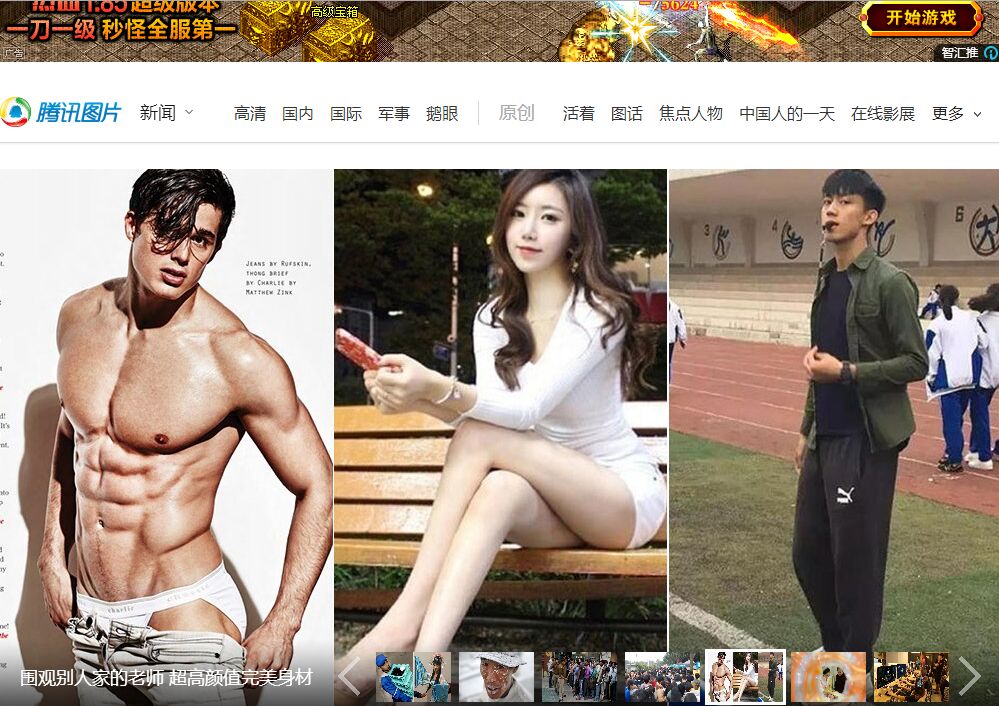 热血1.85超级版本
一刀一级 秒怪全服第一
高级宝箱
-75624
开始游戏
广告
智汇推
腾讯图片 新闻 高清 国内 国际 军事 鹅眼 原创 活着 图话 焦点人物 中国人的一天 在线影展 更多
JEANS BY RUFSKIN,
THONG BRIEF
BY CHARLIE BY
MATTHEW ZINK
3 4 6
charlie
围观别人家的老师 超高颜值完美身材